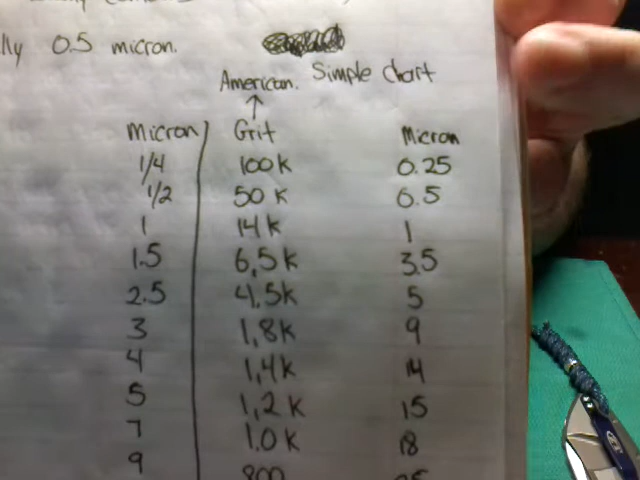 lly 0.5 micron.
American. Simple chart
Micron Grit Micron
1/4 100k 0.25
1/2 50k 0.5
1 14k 1
1.5 6,5k 3.5
2.5 4,5k 5
3 1,8k 9
4 1,4k 14
5 1,2k 15
7 1.0k 18
9 800